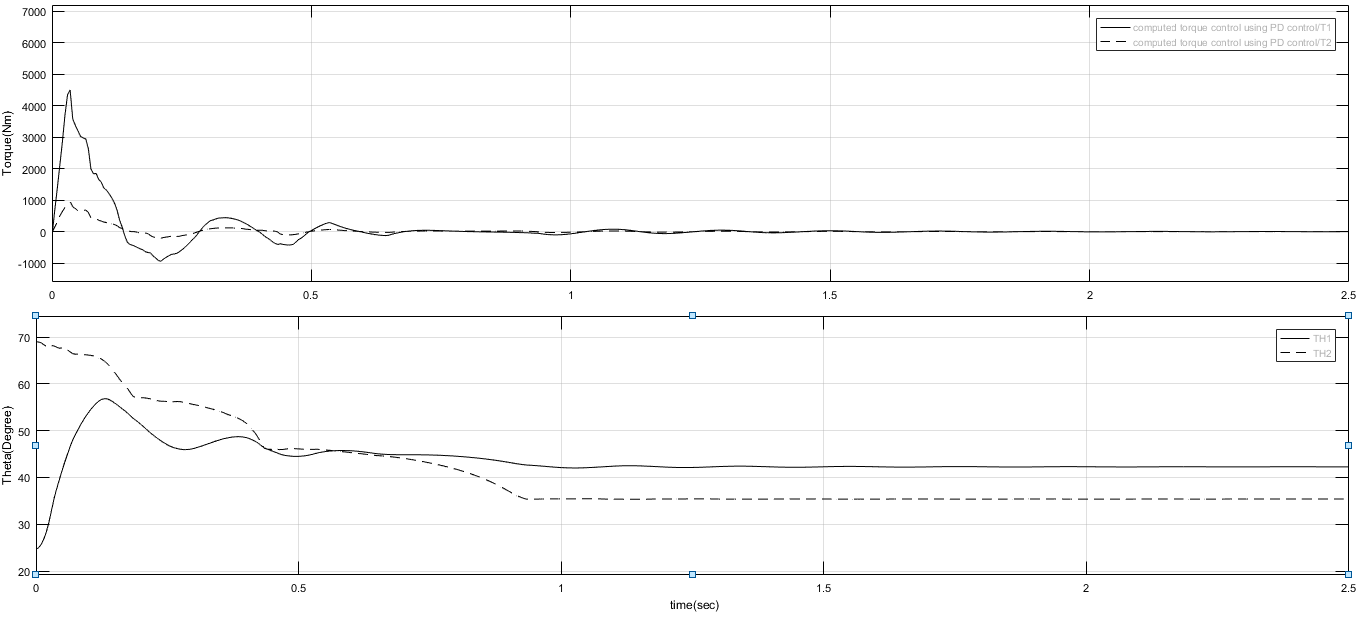 7000
6000
5000
4000
3000
2000
1000
0
-1000
Torque(Nm)
computed torque control using PD control/T1
computed torque control using PD control/T2
0 0.5 1 1.5 2 2.5
70
60
50
40
30
20
Theta(Degree)
TH1
TH2
0 0.5 1 1.5 2 2.5
time(sec)